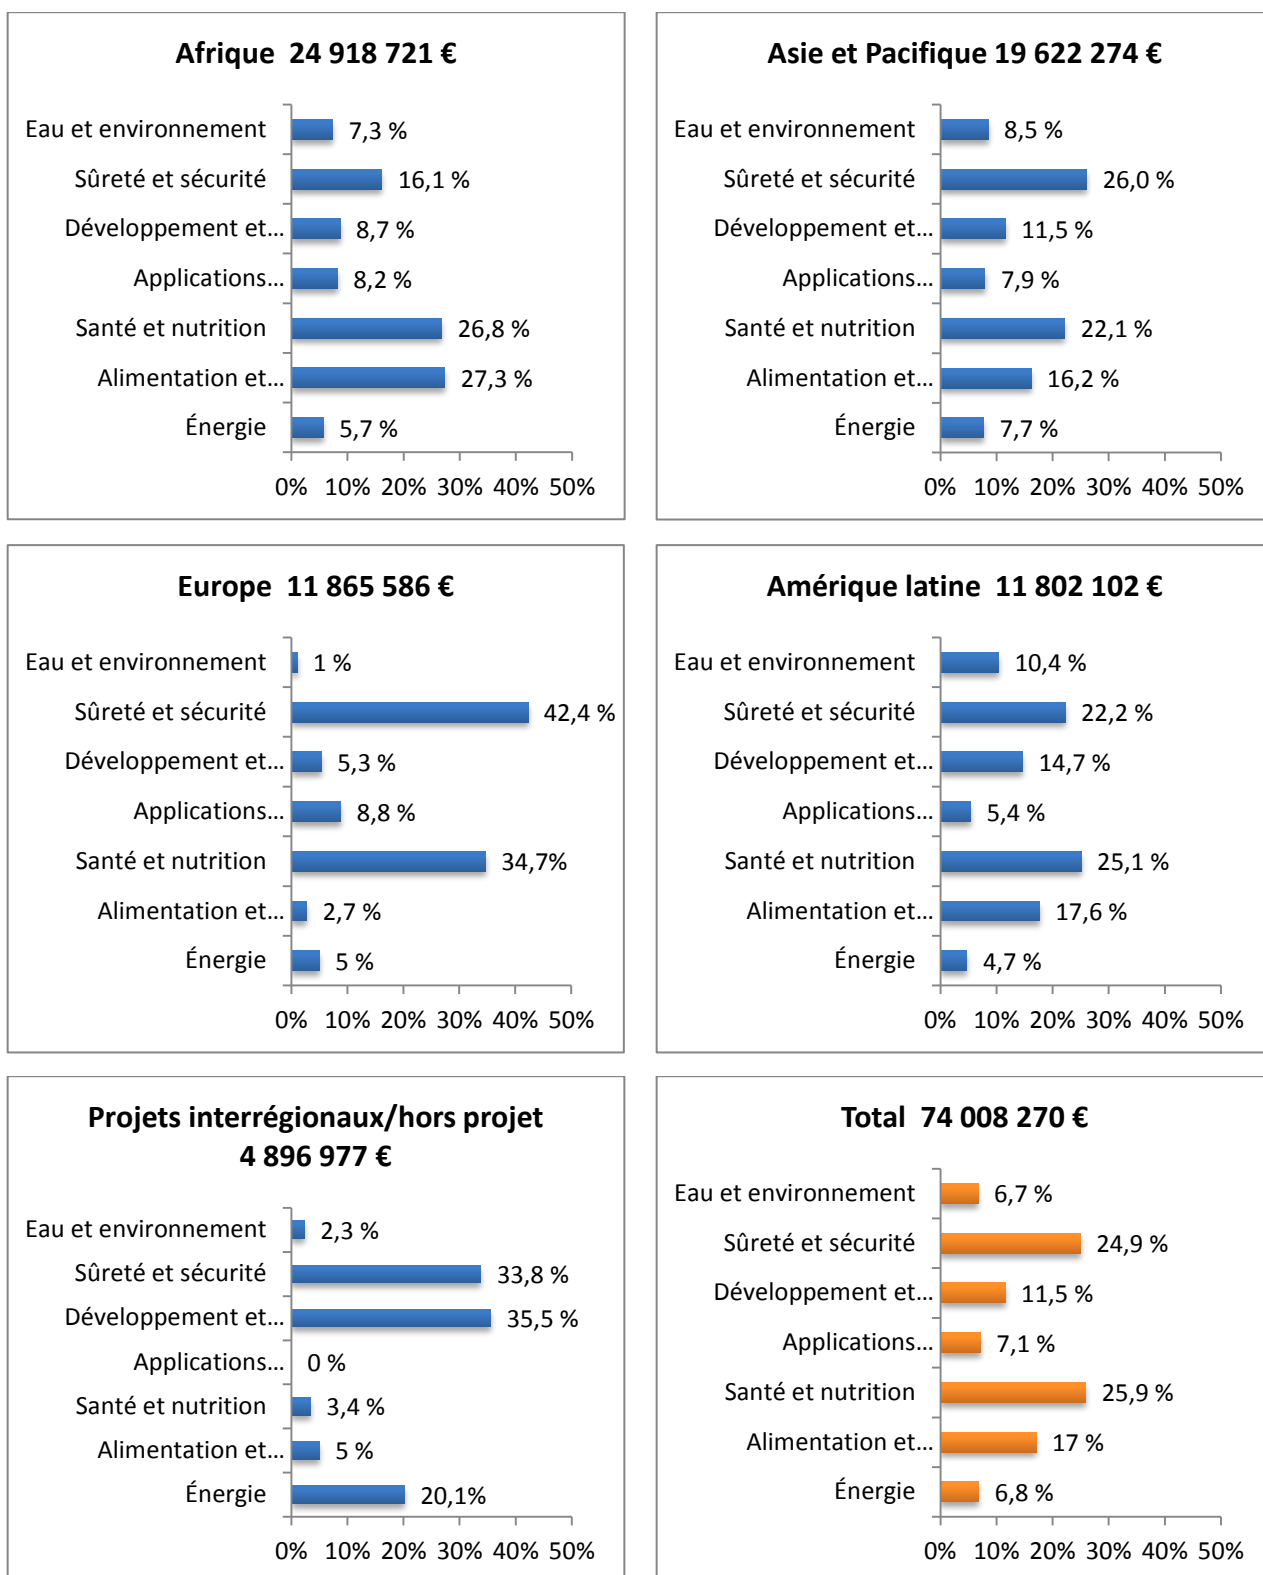 Afrique 24 918 721 €
Eau et environnement 7,3 %
Sûreté et sécurité 16,1 %
Développement et... 8,7 %
Applications... 8,2 %
Santé et nutrition 26,8 %
Alimentation et... 27,3 %
Énergie 5,7 %
0% 10% 20% 30% 40% 50%
Asie et Pacifique 19 622 274 €
Eau et environnement 8,5 %
Sûreté et sécurité 26,0 %
Développement et... 11,5 %
Applications... 7,9 %
Santé et nutrition 22,1 %
Alimentation et... 16,2 %
Énergie 7,7 %
0% 10% 20% 30% 40% 50%
Europe 11 865 586 €
Eau et environnement 1 %
Sûreté et sécurité 42,4 %
Développement et... 5,3 %
Applications... 8,8 %
Santé et nutrition 34,7%
Alimentation et... 2,7 %
Énergie 5 %
0% 10% 20% 30% 40% 50%
Amérique latine 11 802 102 €
Eau et environnement 10,4 %
Sûreté et sécurité 22,2 %
Développement et... 14,7 %
Applications... 5,4 %
Santé et nutrition 25,1 %
Alimentation et... 17,6 %
Énergie 4,7 %
0% 10% 20% 30% 40% 50%
Projets interrégionaux/hors projet
4 896 977 €
Eau et environnement 2,3 %
Sûreté et sécurité 33,8 %
Développement et... 35,5 %
Applications... 0 %
Santé et nutrition 3,4 %
Alimentation et... 5 %
Énergie 20,1%
0% 10% 20% 30% 40% 50%
Total 74 008 270 €
Eau et environnement 6,7 %
Sûreté et sécurité 24,9 %
Développement et... 11,5 %
Applications... 7,1 %
Santé et nutrition 25,9 %
Alimentation et... 17 %
Énergie 6,8 %
0% 10% 20% 30% 40% 50%